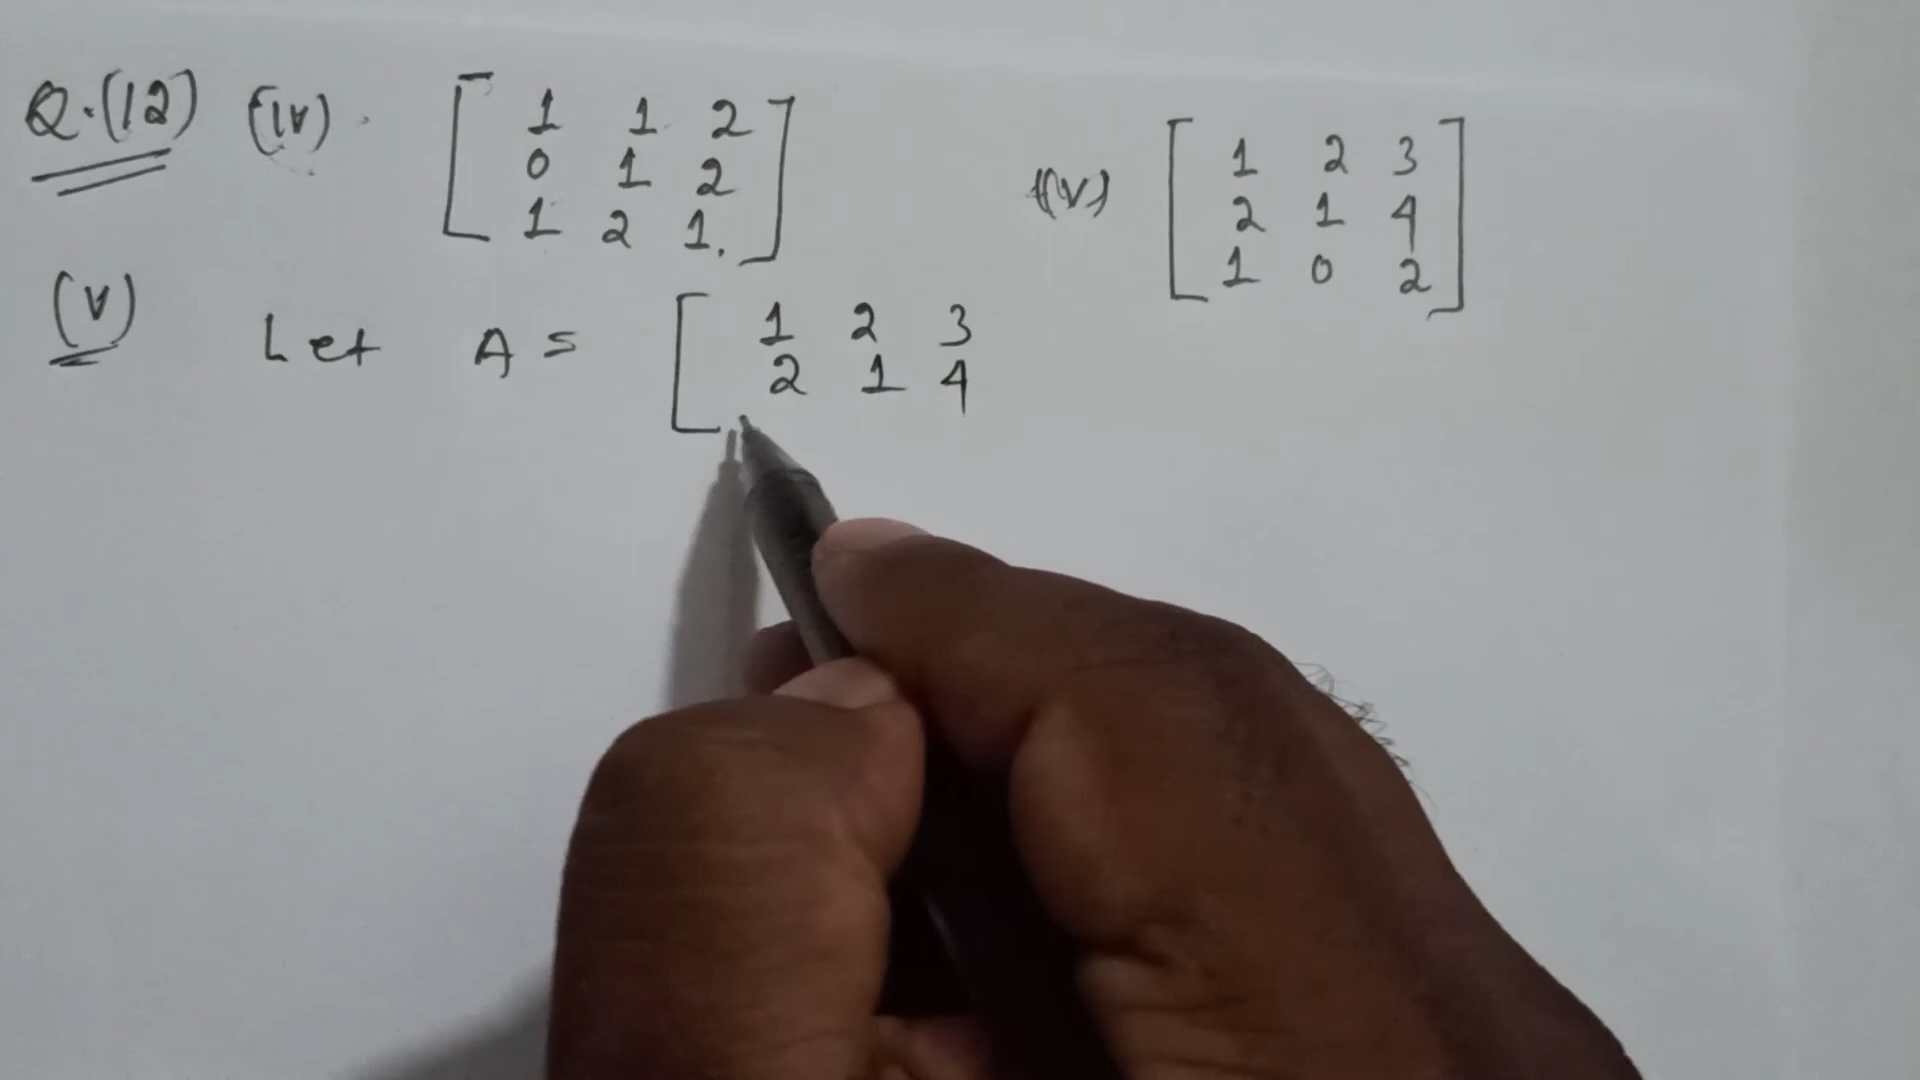 Q.(12) (iv). [ 1 1 2 ] ((v) [ 1 2 3 ]
0 1 2 2 1 4
1 2 1. 1 0 2
(v) Let A = [ 1 2 3
2 1 4